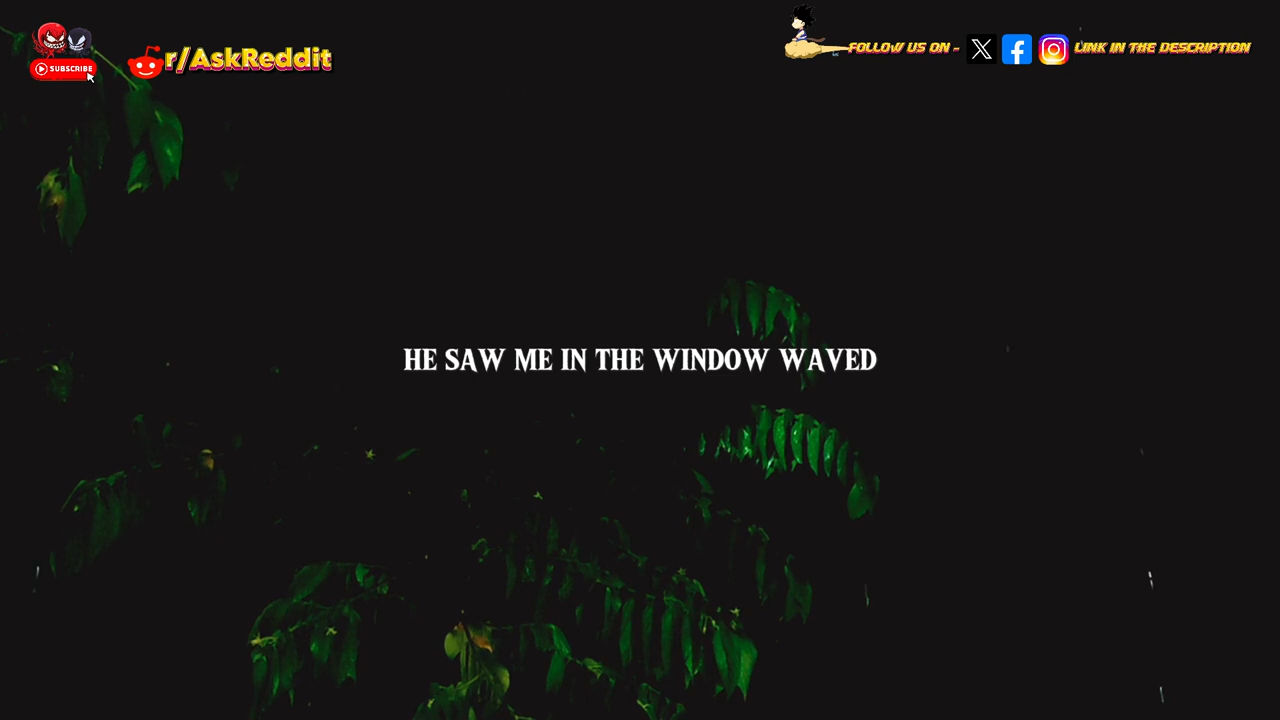 SUBSCRIBE
r/AskReddit
FOLLOW US ON -
LINK IN THE DESCRIPTION
HE SAW ME IN THE WINDOW WAVED